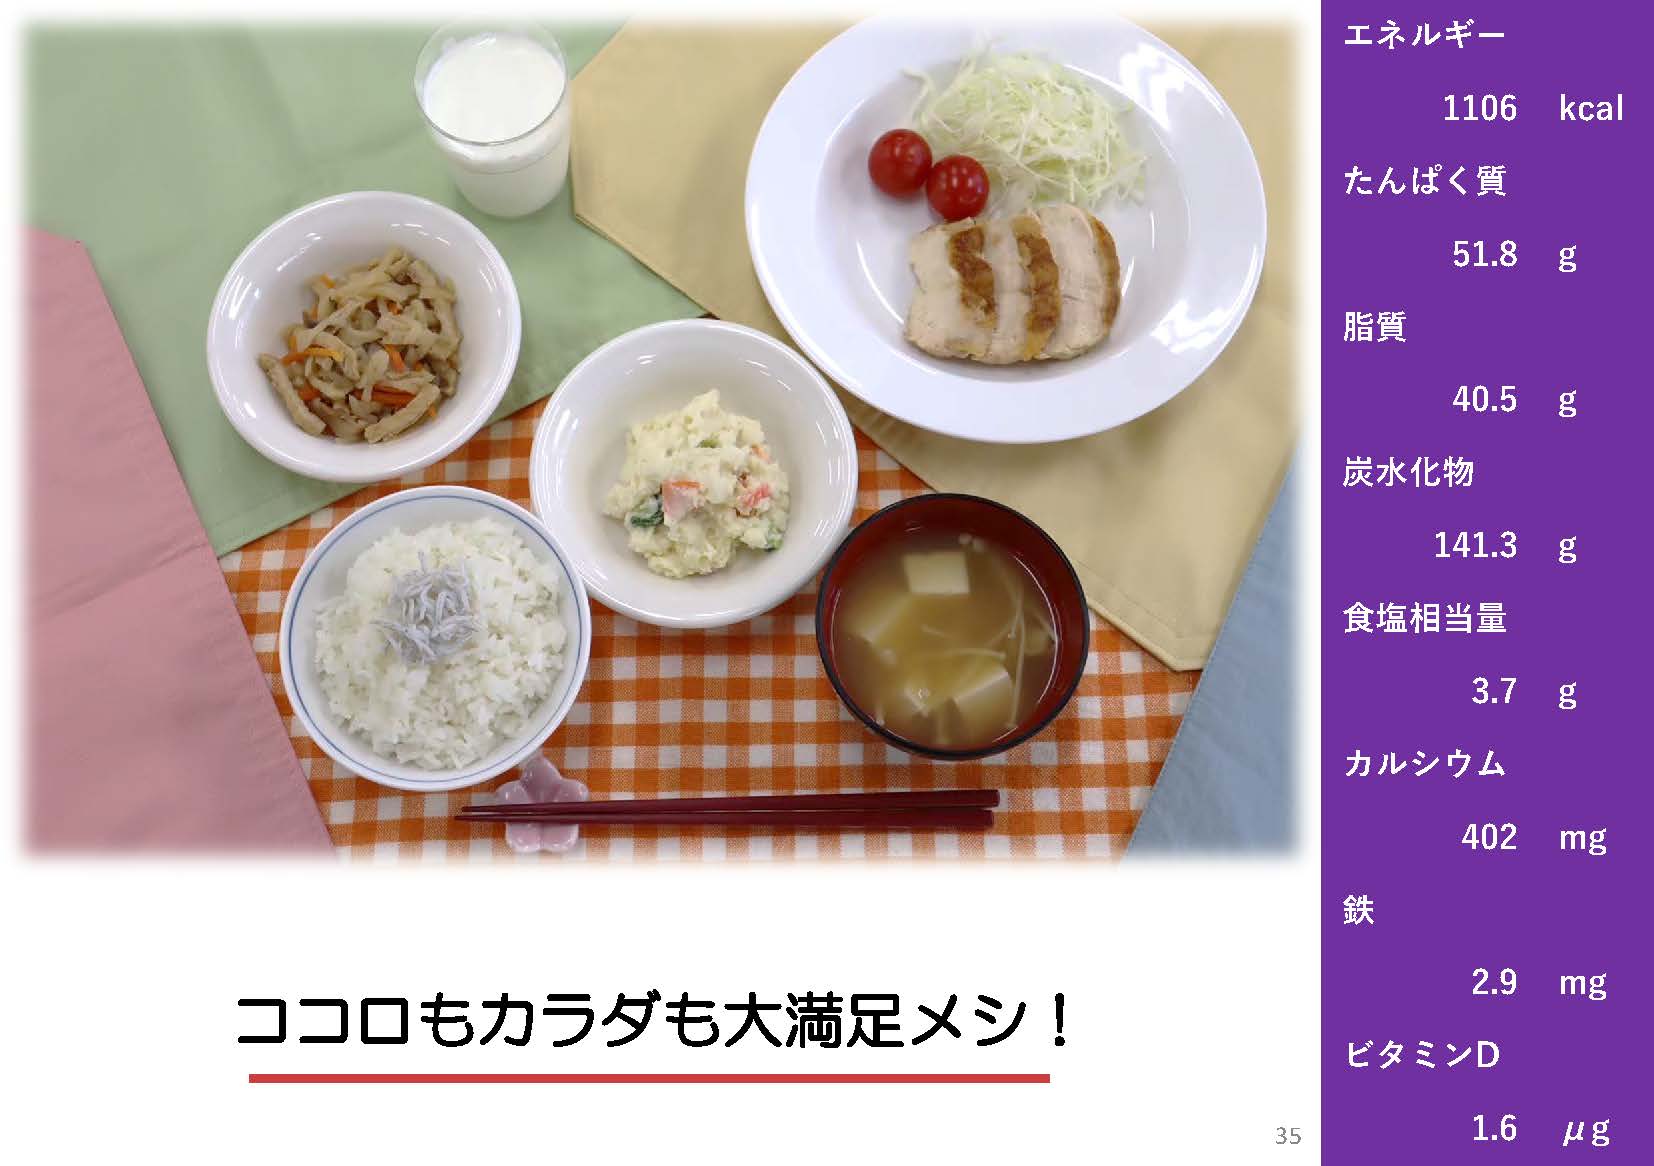 エネルギー
1106 kcal
たんぱく質
51.8 g
脂質
40.5 g
炭水化物
141.3 g
食塩相当量
3.7 g
カルシウム
402 mg
鉄
2.9 mg
ビタミンD
1.6 μg
ココロもカラダも大満足メシ！
35